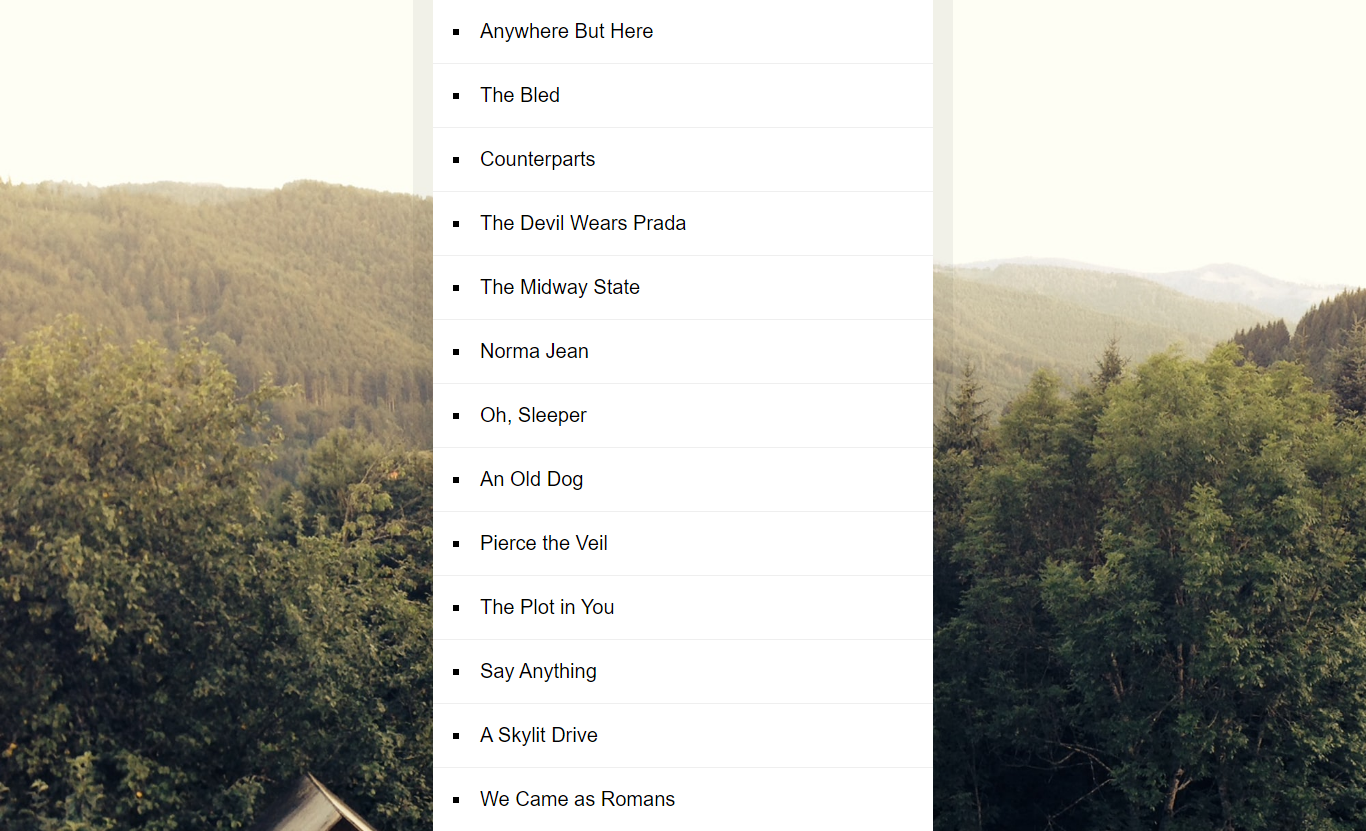 Anywhere But Here
The Bled
Counterparts
The Devil Wears Prada
The Midway State
Norma Jean
Oh, Sleeper
An Old Dog
Pierce the Veil
The Plot in You
Say Anything
A Skylit Drive
We Came as Romans